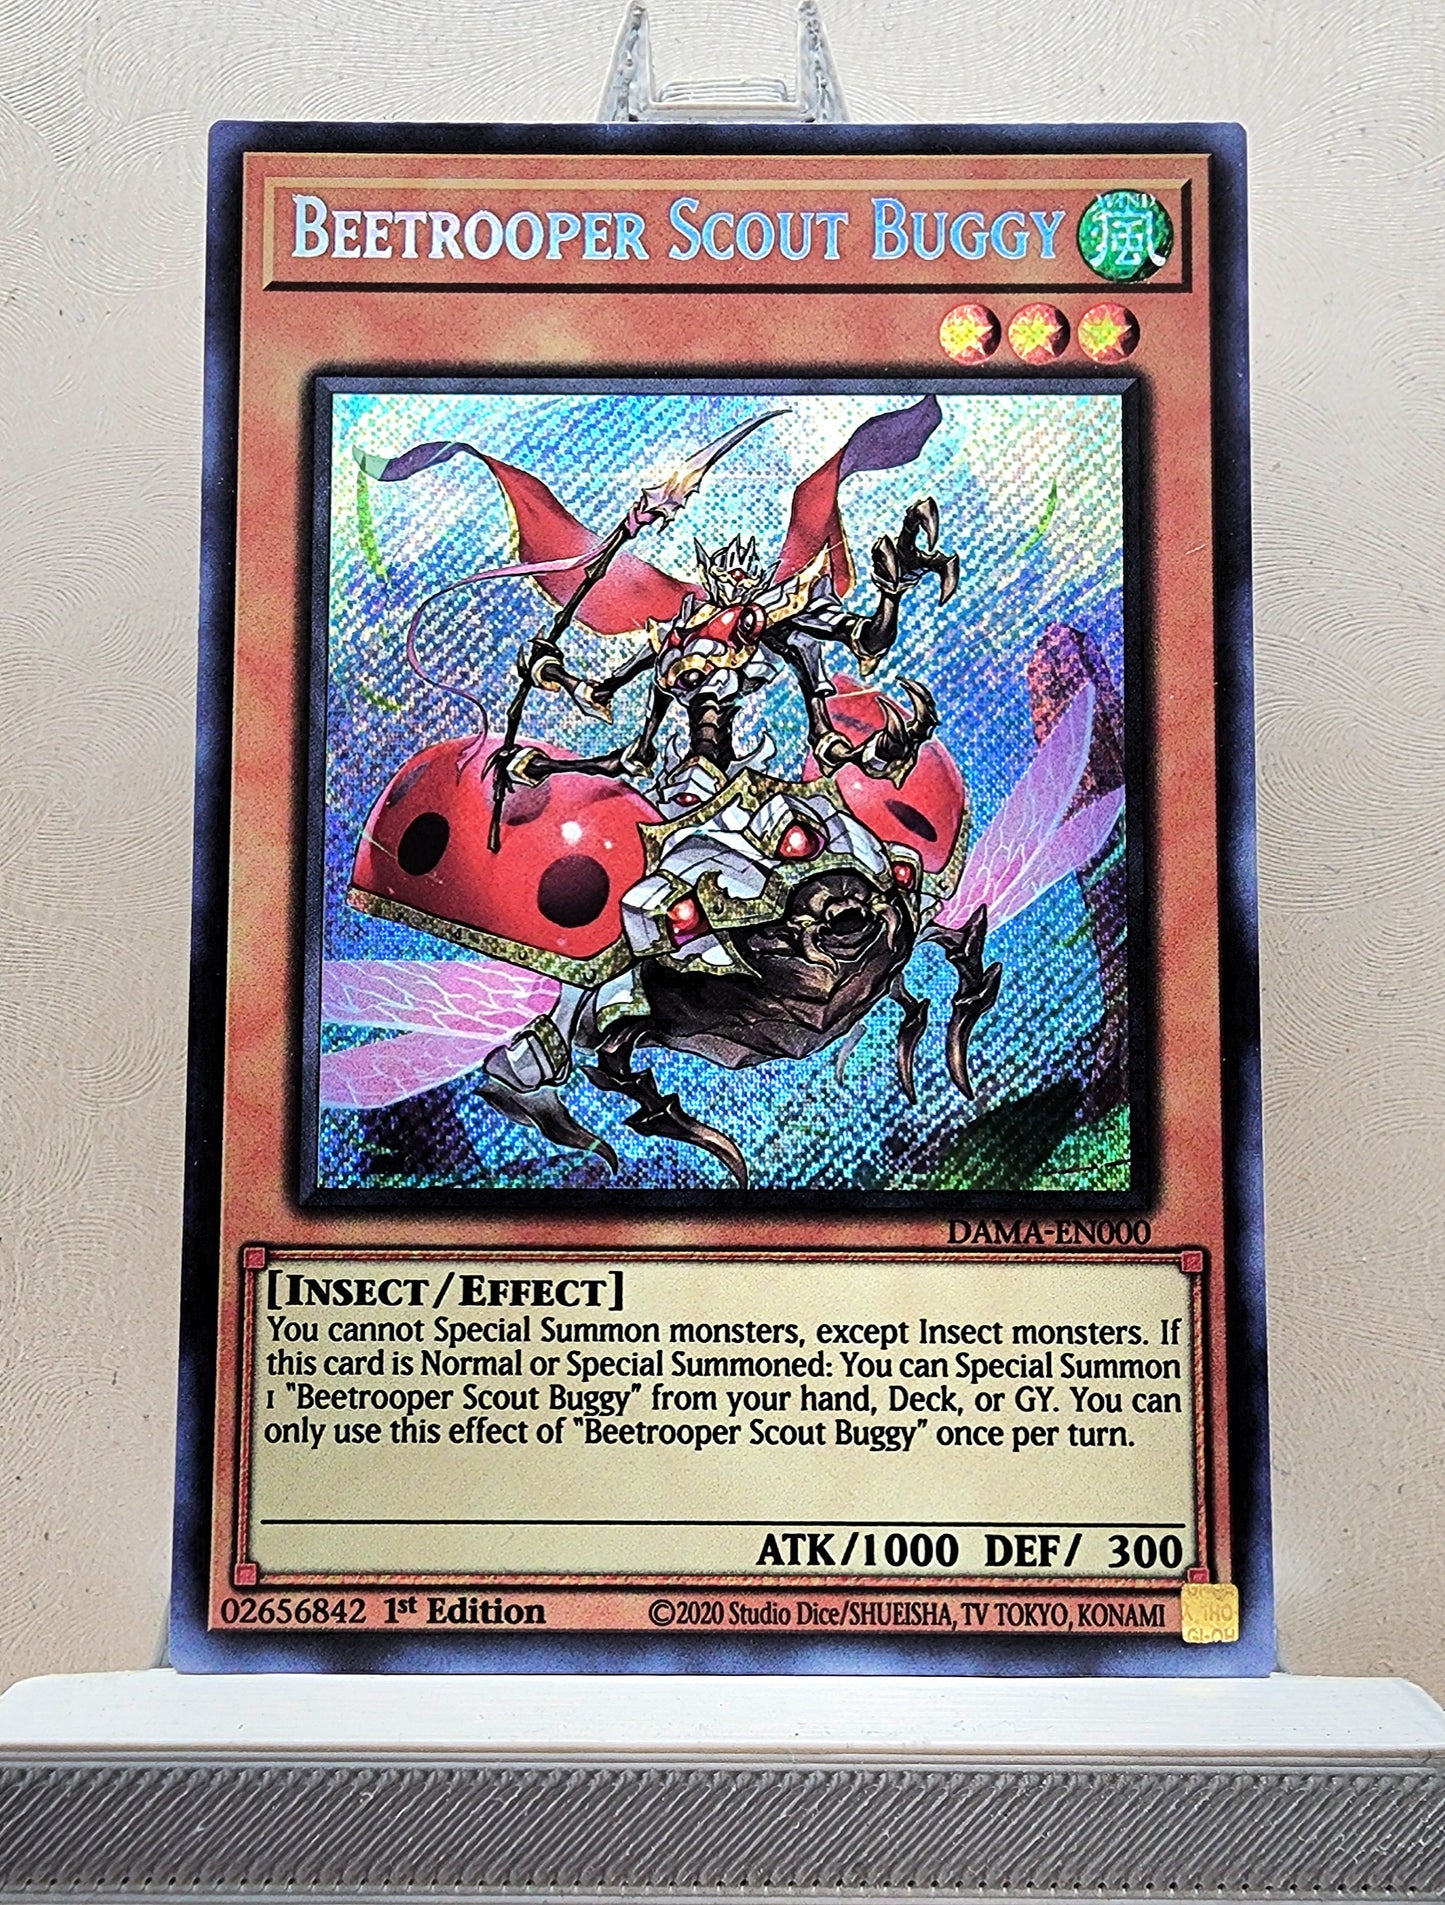 BEETROOPER SCOUT BUGGY
WIND
風
DAMA-EN000
[INSECT/EFFECT]
You cannot Special Summon monsters, except Insect monsters. If
this card is Normal or Special Summoned: You can Special Summon
1 "Beetrooper Scout Buggy" from your hand, Deck, or GY. You can
only use this effect of "Beetrooper Scout Buggy" once per turn.
ATK/1000 DEF/ 300
02656842 1st Edition
©2020 Studio Dice/SHUEISHA, TV TOKYO, KONAMI